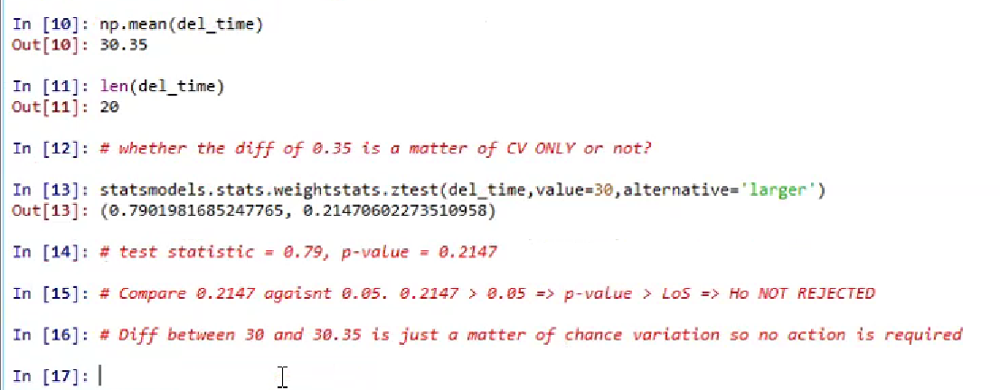 In [10]: np.mean(del_time)
Out[10]: 30.35
In [11]: len(del_time)
Out[11]: 20
In [12]: # whether the diff of 0.35 is a matter of CV ONLY or not?
In [13]: statsmodels.stats.weightstats.ztest(del_time,value=30,alternative='larger')
Out[13]: (0.7901981685247765, 0.21470602273510958)
In [14]: # test statistic = 0.79, p-value = 0.2147
In [15]: # Compare 0.2147 agaisnt 0.05. 0.2147 > 0.05 => p-value > LoS => Ho NOT REJECTED
In [16]: # Diff between 30 and 30.35 is just a matter of chance variation so no action is required
In [17]: